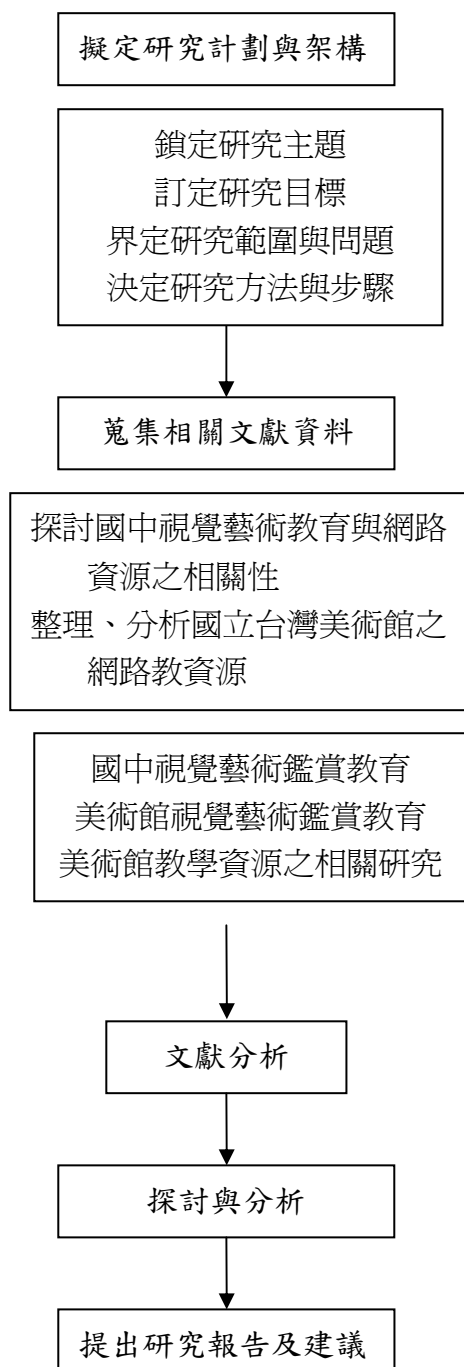 擬定研究計劃與架構
鎖定研究主題
訂定研究目標
界定研究範圍與問題
決定研究方法與步驟
蒐集相關文獻資料
探討國中視覺藝術教育與網路
資源之相關性
整理、分析國立台灣美術館之
網路教資源
國中視覺藝術鑑賞教育
美術館視覺藝術鑑賞教育
美術館教學資源之相關研究
文獻分析
探討與分析
提出研究報告及建議